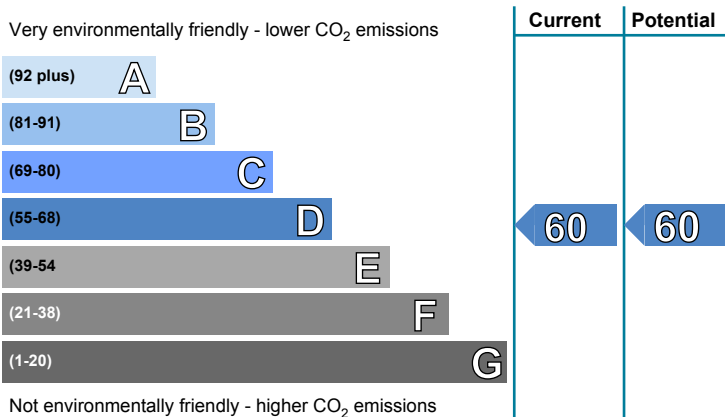 Current Potential
Very environmentally friendly - lower CO2 emissions
(92 plus) A
(81-91) B
(69-80) C
(55-68) D 60 60
(39-54 E
(21-38) F
(1-20) G
Not environmentally friendly - higher CO2 emissions